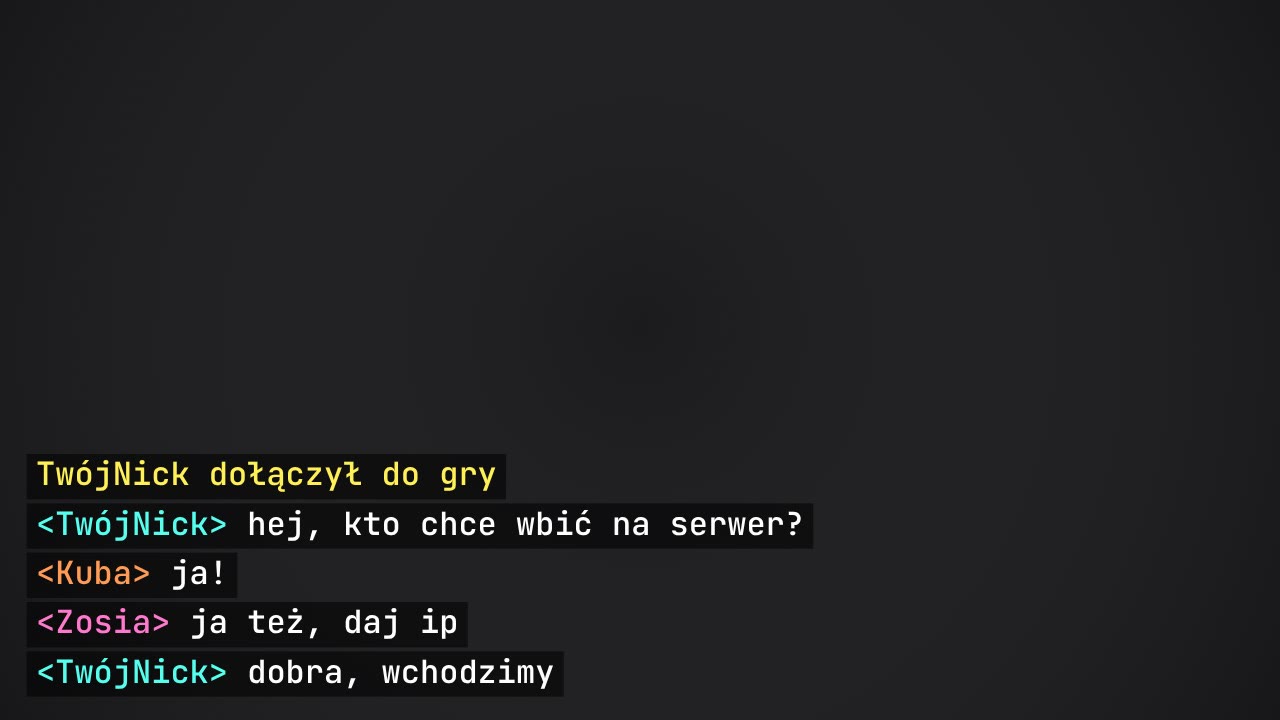 TwójNick dołączył do gry
<TwójNick> hej, kto chce wbić na serwer?
<Kuba> ja!
<Zosia> ja też, daj ip
<TwójNick> dobra, wchodzimy